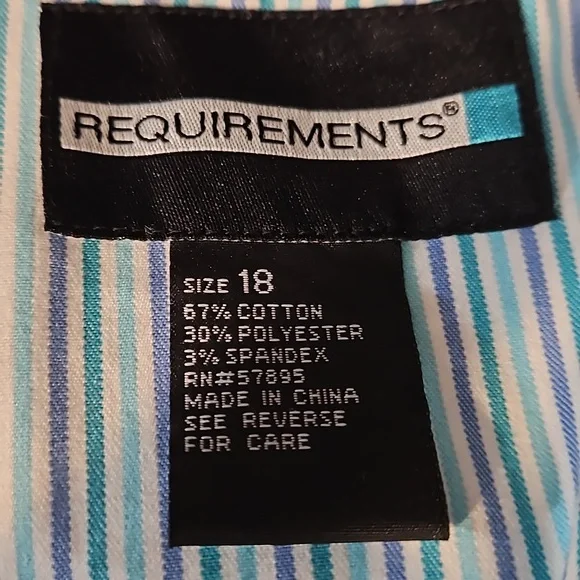 REQUIREMENTS®
SIZE 18
67% COTTON
30% POLYESTER
3% SPANDEX
RN#57895
MADE IN CHINA
SEE REVERSE
FOR CARE